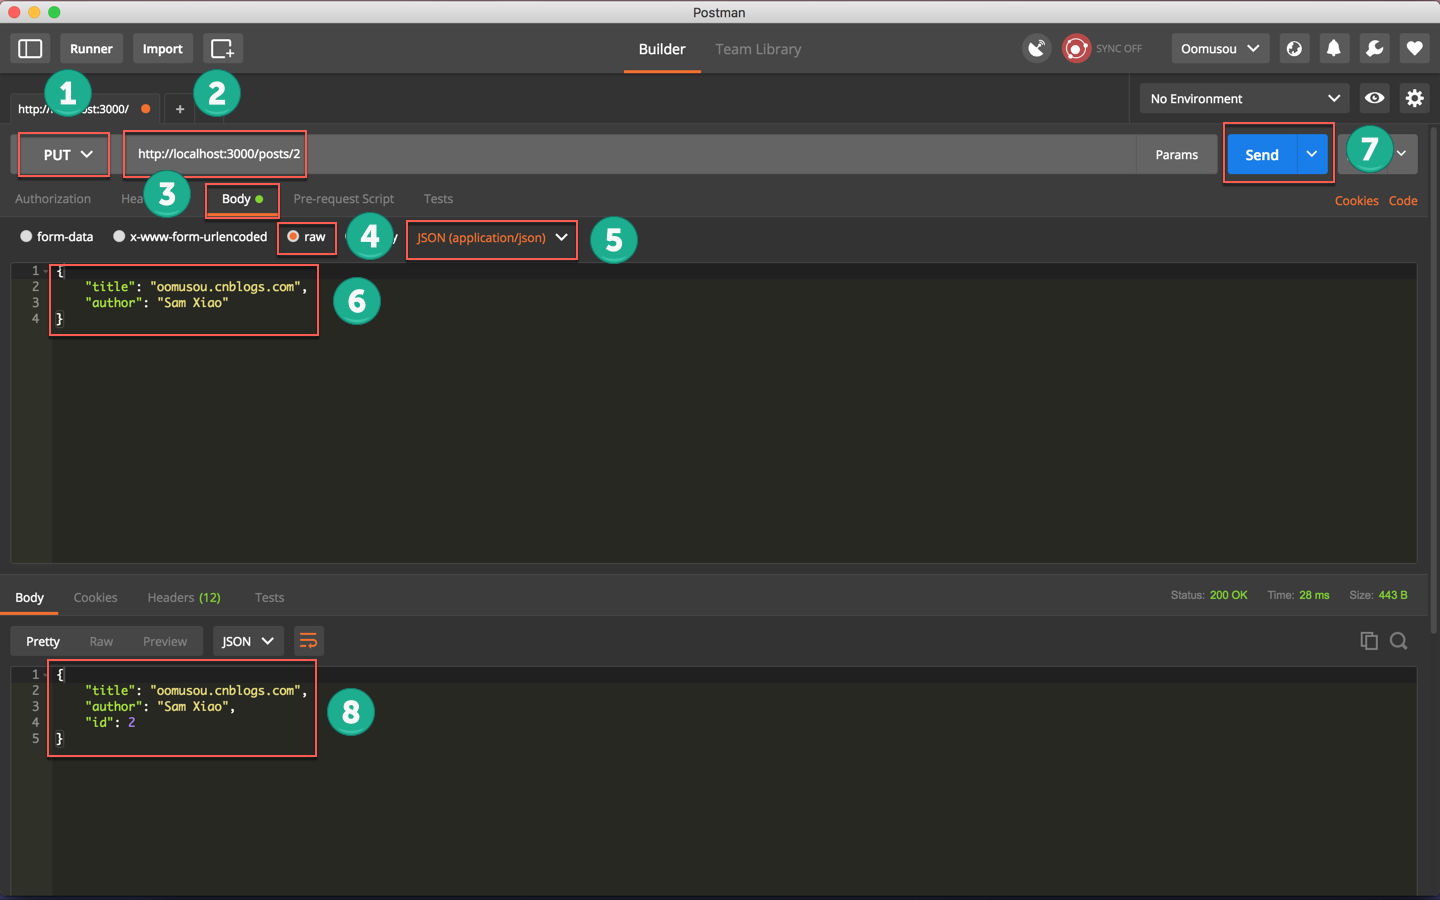 Postman
Runner
Import
Builder
Team Library
SYNC OFF
Oomusou
1
2
http://
ost:3000/
+
No Environment
PUT
http://localhost:3000/posts/2
Params
Send
7
Authorization
3
Body
Pre-request Script
Tests
Cookies
Code
form-data
x-www-form-urlencoded
raw
4
JSON (application/json)
5
1 {
2 "title": "oomusou.cnblogs.com",
3 "author": "Sam Xiao"
4 }
6
Body
Cookies
Headers (12)
Tests
Status: 200 OK
Time: 28 ms
Size: 443 B
Pretty
Raw
Preview
JSON
1 {
2 "title": "oomusou.cnblogs.com",
3 "author": "Sam Xiao",
4 "id": 2
5 }
8